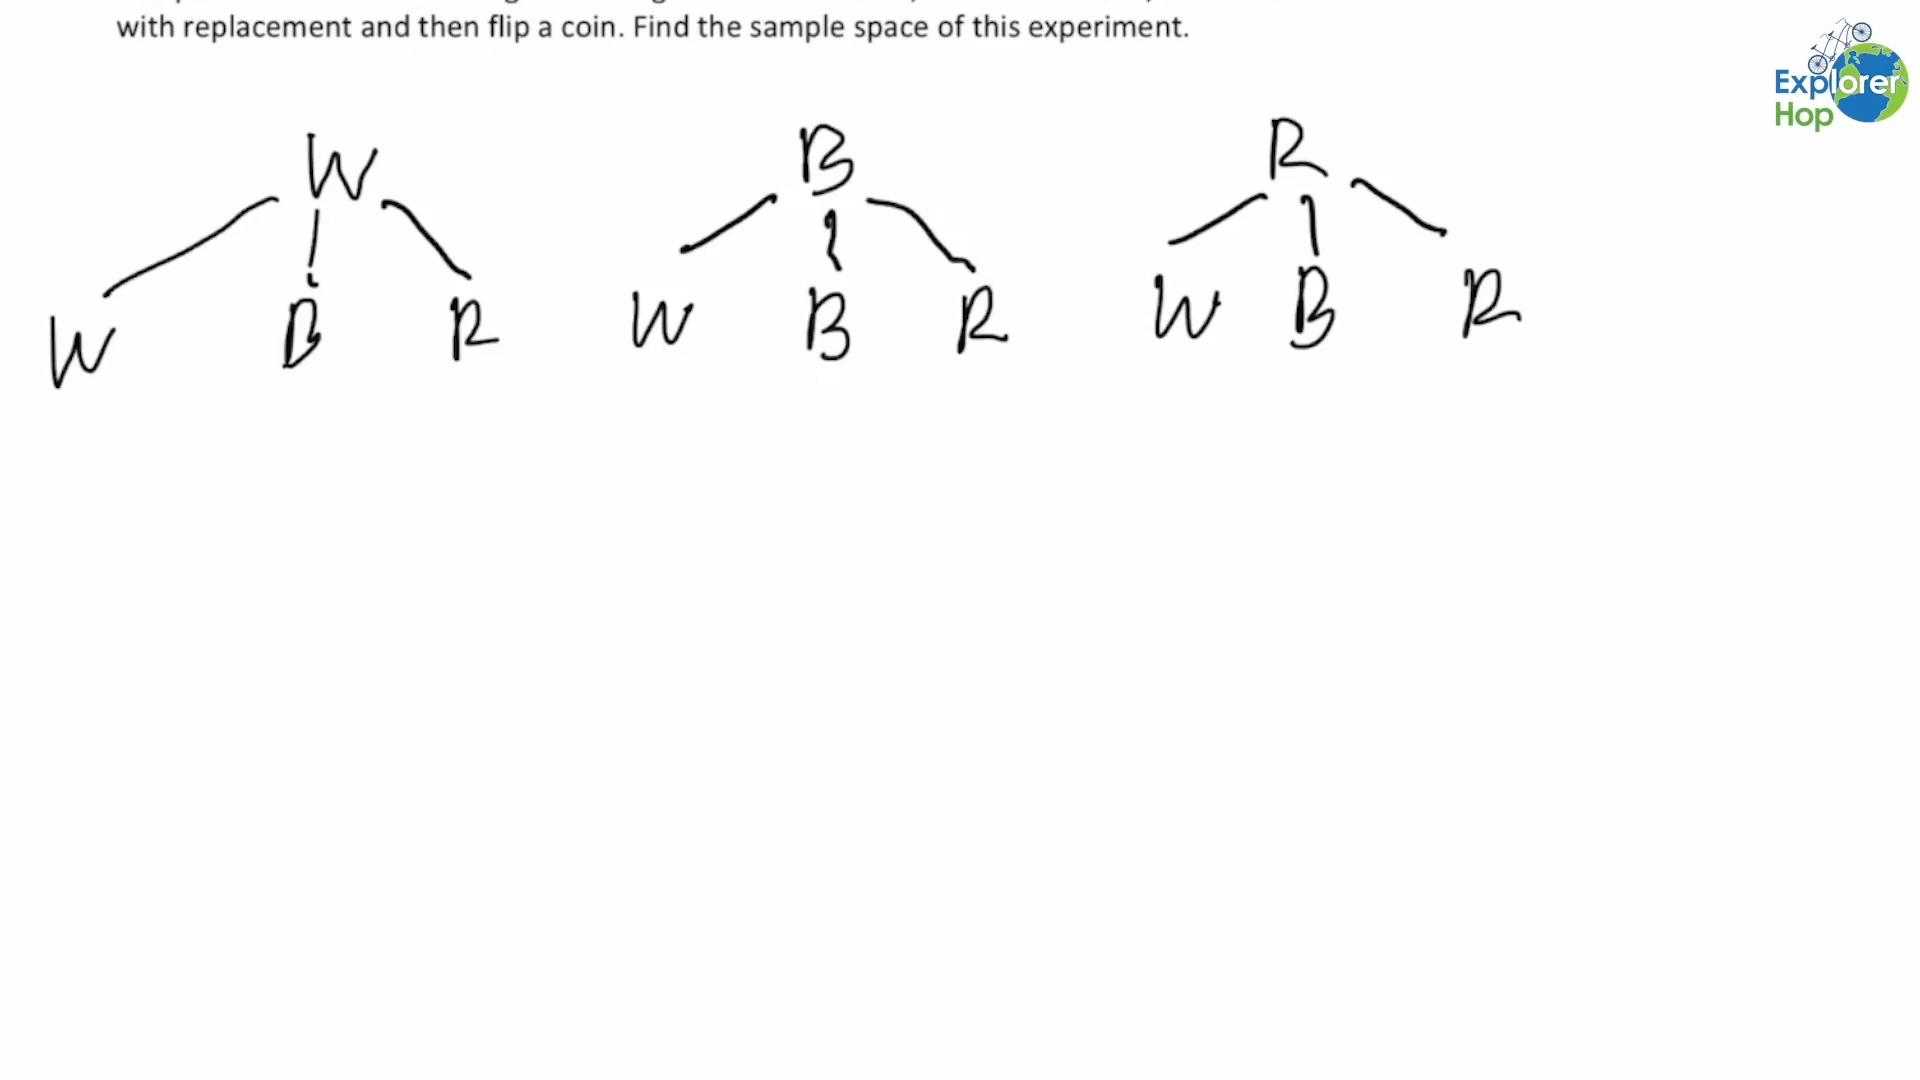 with replacement and then flip a coin. Find the sample space of this experiment.
Explorer
Hop
W B R
W B R W B R W B R